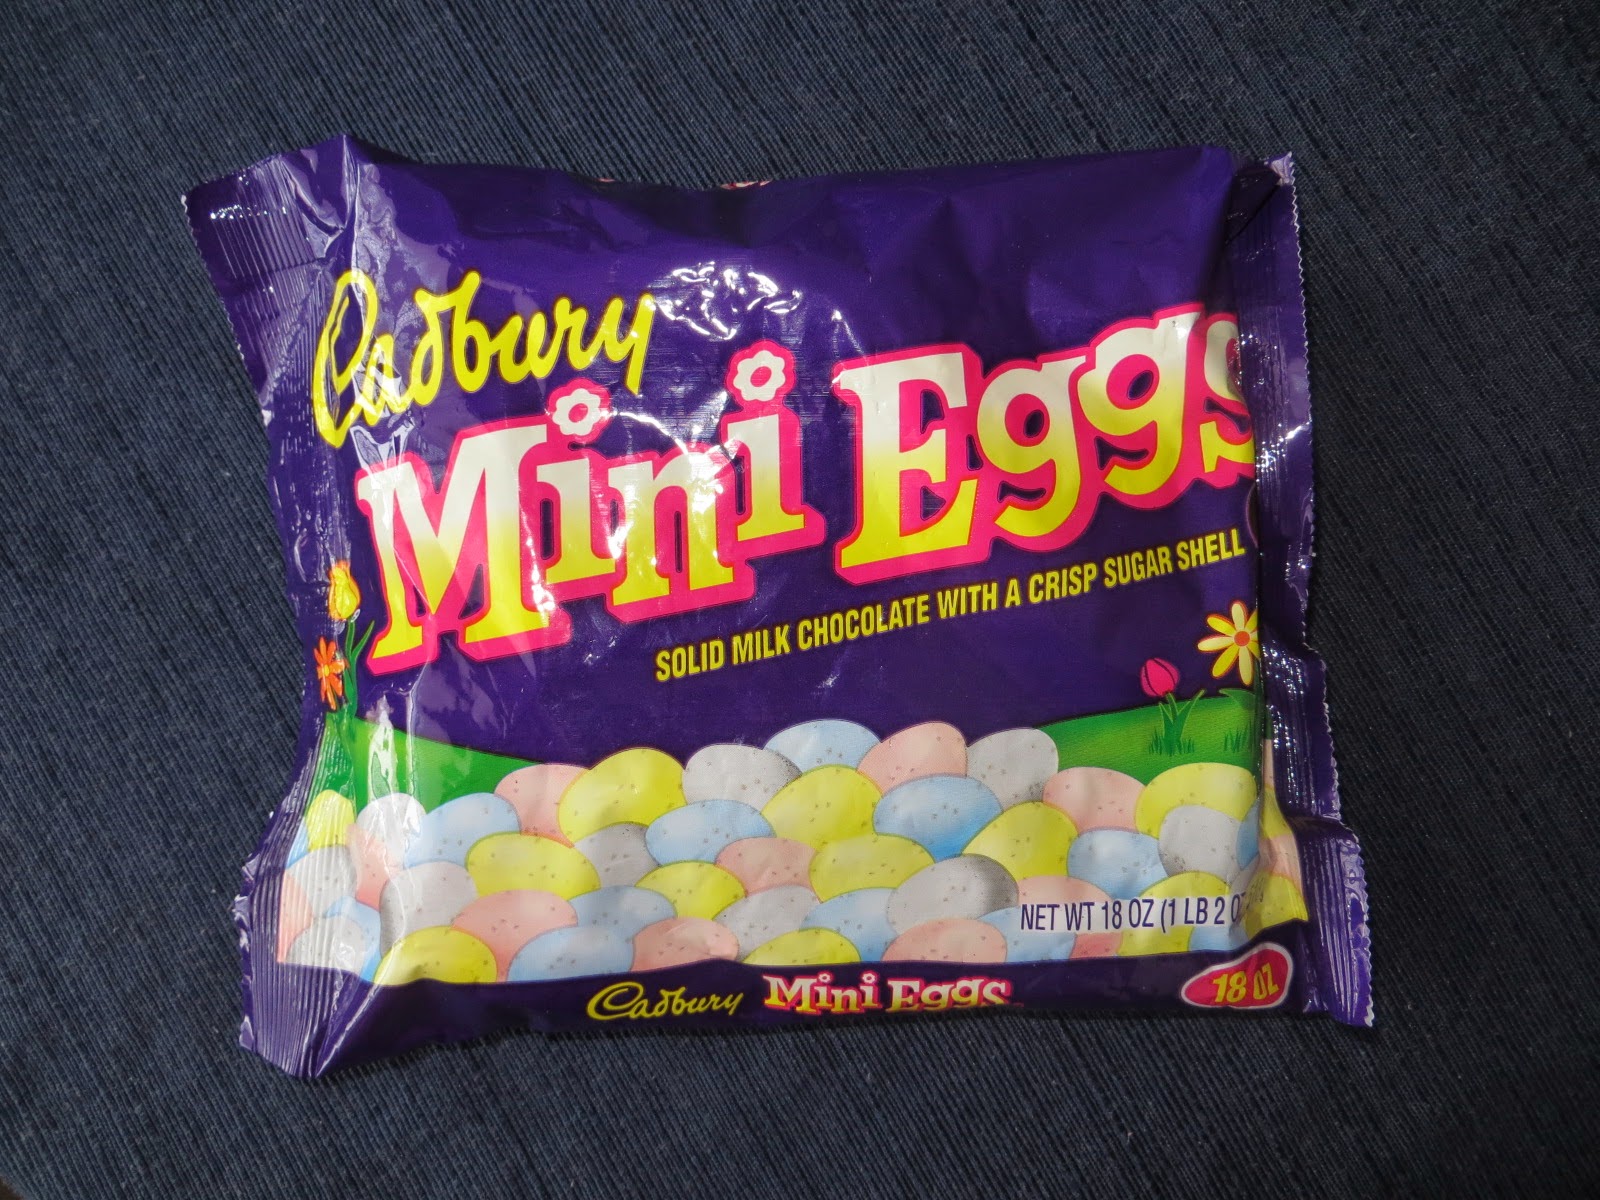 Cadbury
Mini Eggs
SOLID MILK CHOCOLATE WITH A CRISP SUGAR SHELL
NET WT 18 OZ (1 LB 2 O
Cadbury Mini Eggs
18 OZ